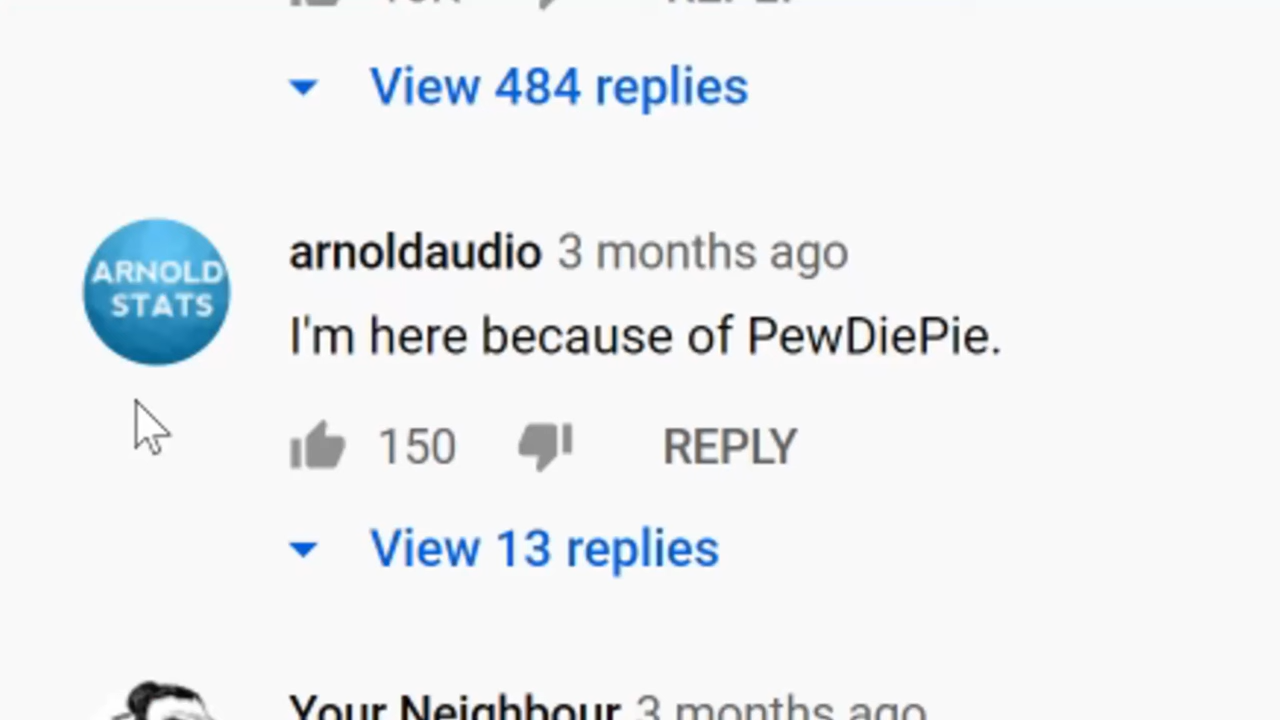 View 484 replies
ARNOLD
STATS
arnoldaudio 3 months ago
I'm here because of PewDiePie.
150 REPLY
View 13 replies
Your Neighbour 3 months ago